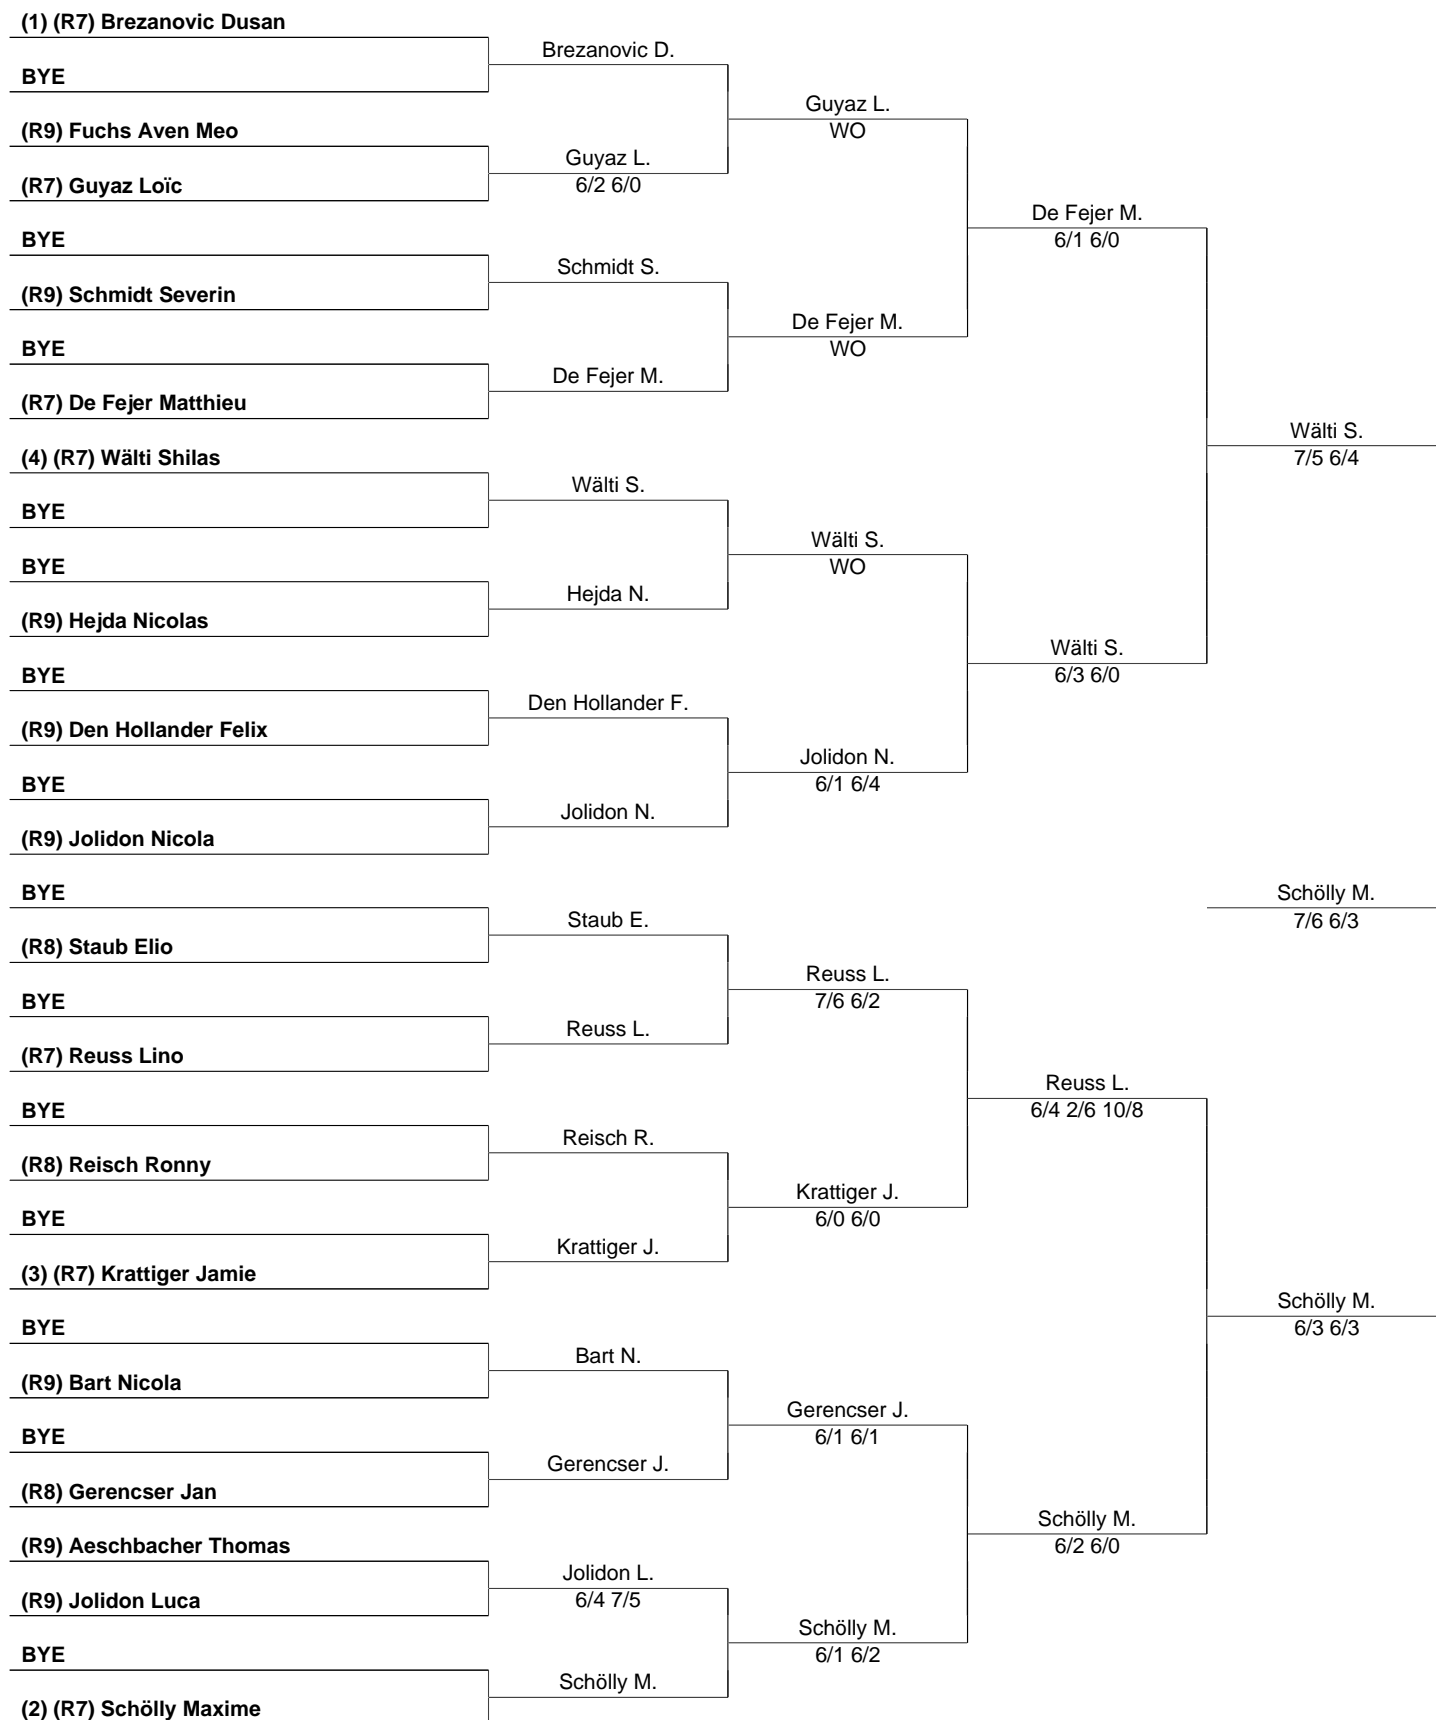 (1) (R7) Brezanovic Dusan
BYE
(R9) Fuchs Aven Meo
(R7) Guyaz Loïc
BYE
(R9) Schmidt Severin
BYE
(R7) De Fejer Matthieu
(4) (R7) Wälti Shilas
BYE
BYE
(R9) Hejda Nicolas
BYE
(R9) Den Hollander Felix
BYE
(R9) Jolidon Nicola
BYE
(R8) Staub Elio
BYE
(R7) Reuss Lino
BYE
(R8) Reisch Ronny
BYE
(3) (R7) Krattiger Jamie
BYE
(R9) Bart Nicola
BYE
(R8) Gerencser Jan
(R9) Aeschbacher Thomas
(R9) Jolidon Luca
BYE
(2) (R7) Schölly Maxime
Brezanovic D.
Guyaz L.
6/2 6/0
Schmidt S.
De Fejer M.
Wälti S.
Hejda N.
Den Hollander F.
Jolidon N.
Staub E.
Reuss L.
Reisch R.
Krattiger J.
Bart N.
Gerencser J.
Jolidon L.
6/4 7/5
Schölly M.
Guyaz L.
WO
De Fejer M.
WO
Wälti S.
WO
Jolidon N.
6/1 6/4
Reuss L.
7/6 6/2
Krattiger J.
6/0 6/0
Gerencser J.
6/1 6/1
Schölly M.
6/1 6/2
De Fejer M.
6/1 6/0
Wälti S.
6/3 6/0
Reuss L.
6/4 2/6 10/8
Schölly M.
6/2 6/0
Wälti S.
7/5 6/4
Schölly M.
7/6 6/3
Schölly M.
6/3 6/3